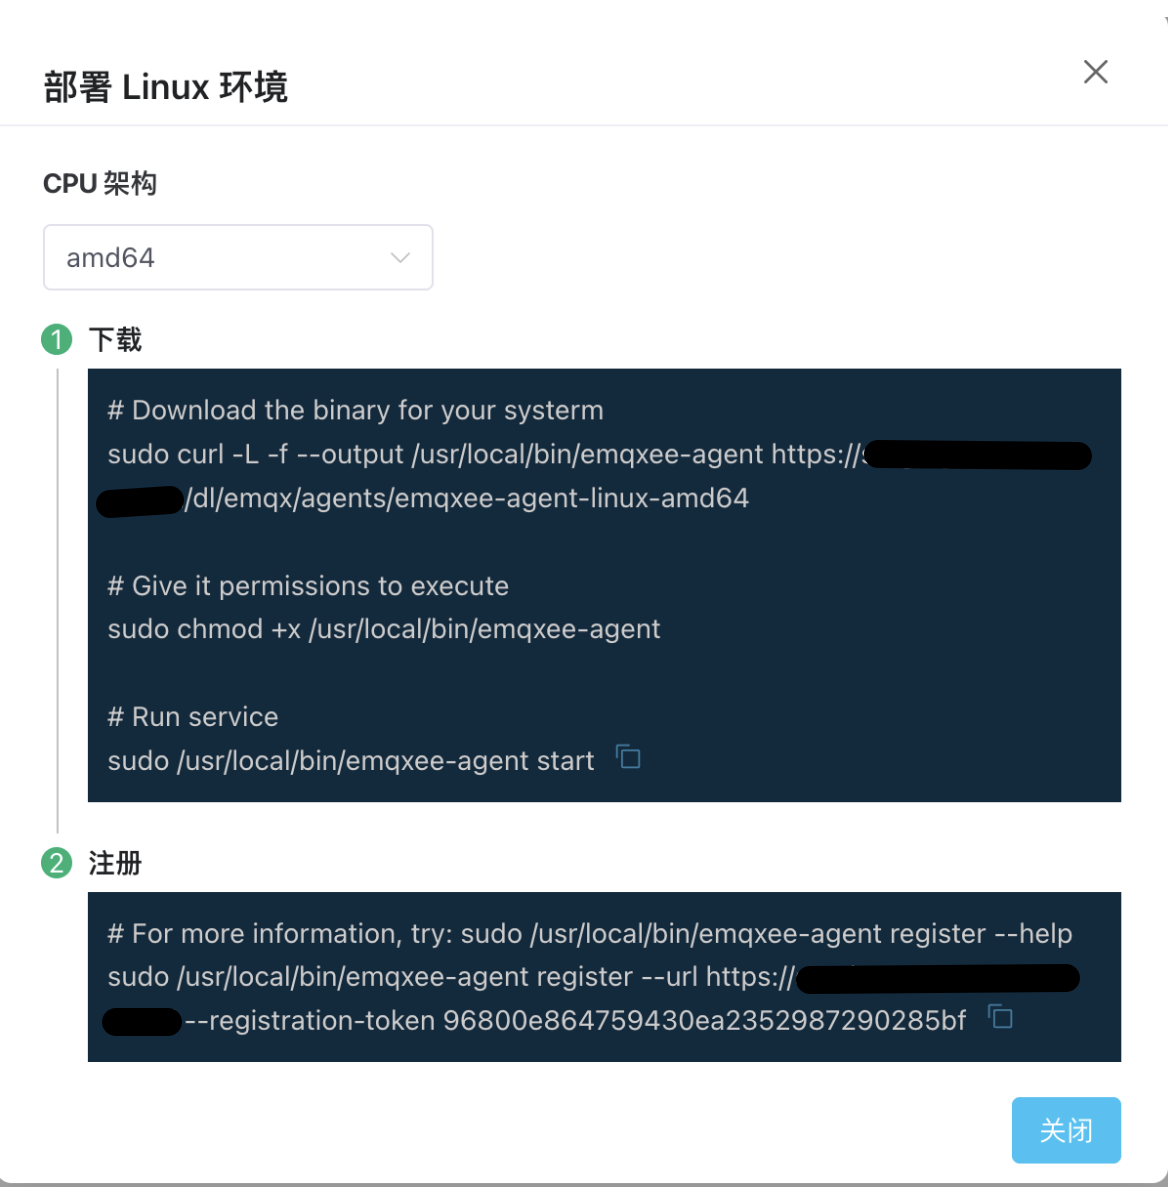 部署 Linux 环境
CPU 架构
amd64
1 下载
# Download the binary for your systerm
sudo curl -L -f --output /usr/local/bin/emqxee-agent https://
/dl/emqx/agents/emqxee-agent-linux-amd64
# Give it permissions to execute
sudo chmod +x /usr/local/bin/emqxee-agent
# Run service
sudo /usr/local/bin/emqxee-agent start
2 注册
# For more information, try: sudo /usr/local/bin/emqxee-agent register --help
sudo /usr/local/bin/emqxee-agent register --url https://
--registration-token 96800e864759430ea2352987290285bf
关闭